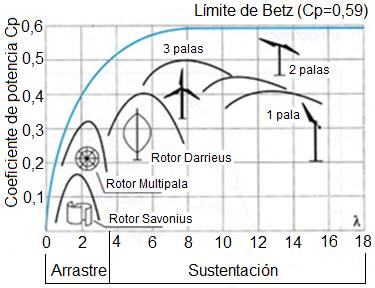 Límite de Betz (Cp=0,59)
Coeficiente de potencia Cp
0,6
0,5
0,4
0,3
0,2
0,1
3 palas
2 palas
1 pala
Rotor Darrieus
Rotor Multipala
Rotor Savonius
λ
0 2 4 6 8 10 12 14 16 18
Arrastre Sustentación